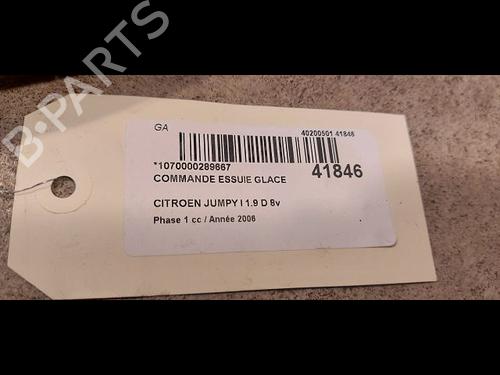 B-PARTS
GA
40200501 41846
*1070000289667
41846
COMMANDE ESSUIE GLACE
CITROEN JUMPY I 1.9 D 8v
Phase 1 cc / Année 2006